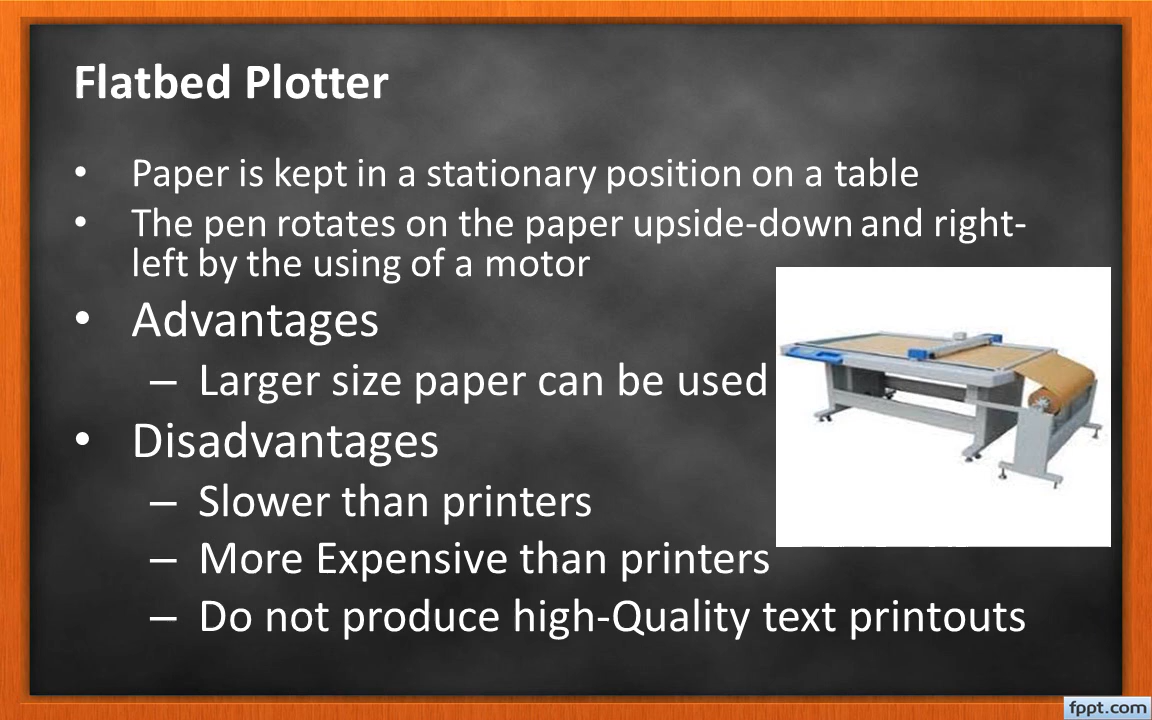 Flatbed Plotter
• Paper is kept in a stationary position on a table
• The pen rotates on the paper upside-down and right-
left by the using of a motor
• Advantages
– Larger size paper can be used
• Disadvantages
– Slower than printers
– More Expensive than printers
– Do not produce high-Quality text printouts
fppt.com